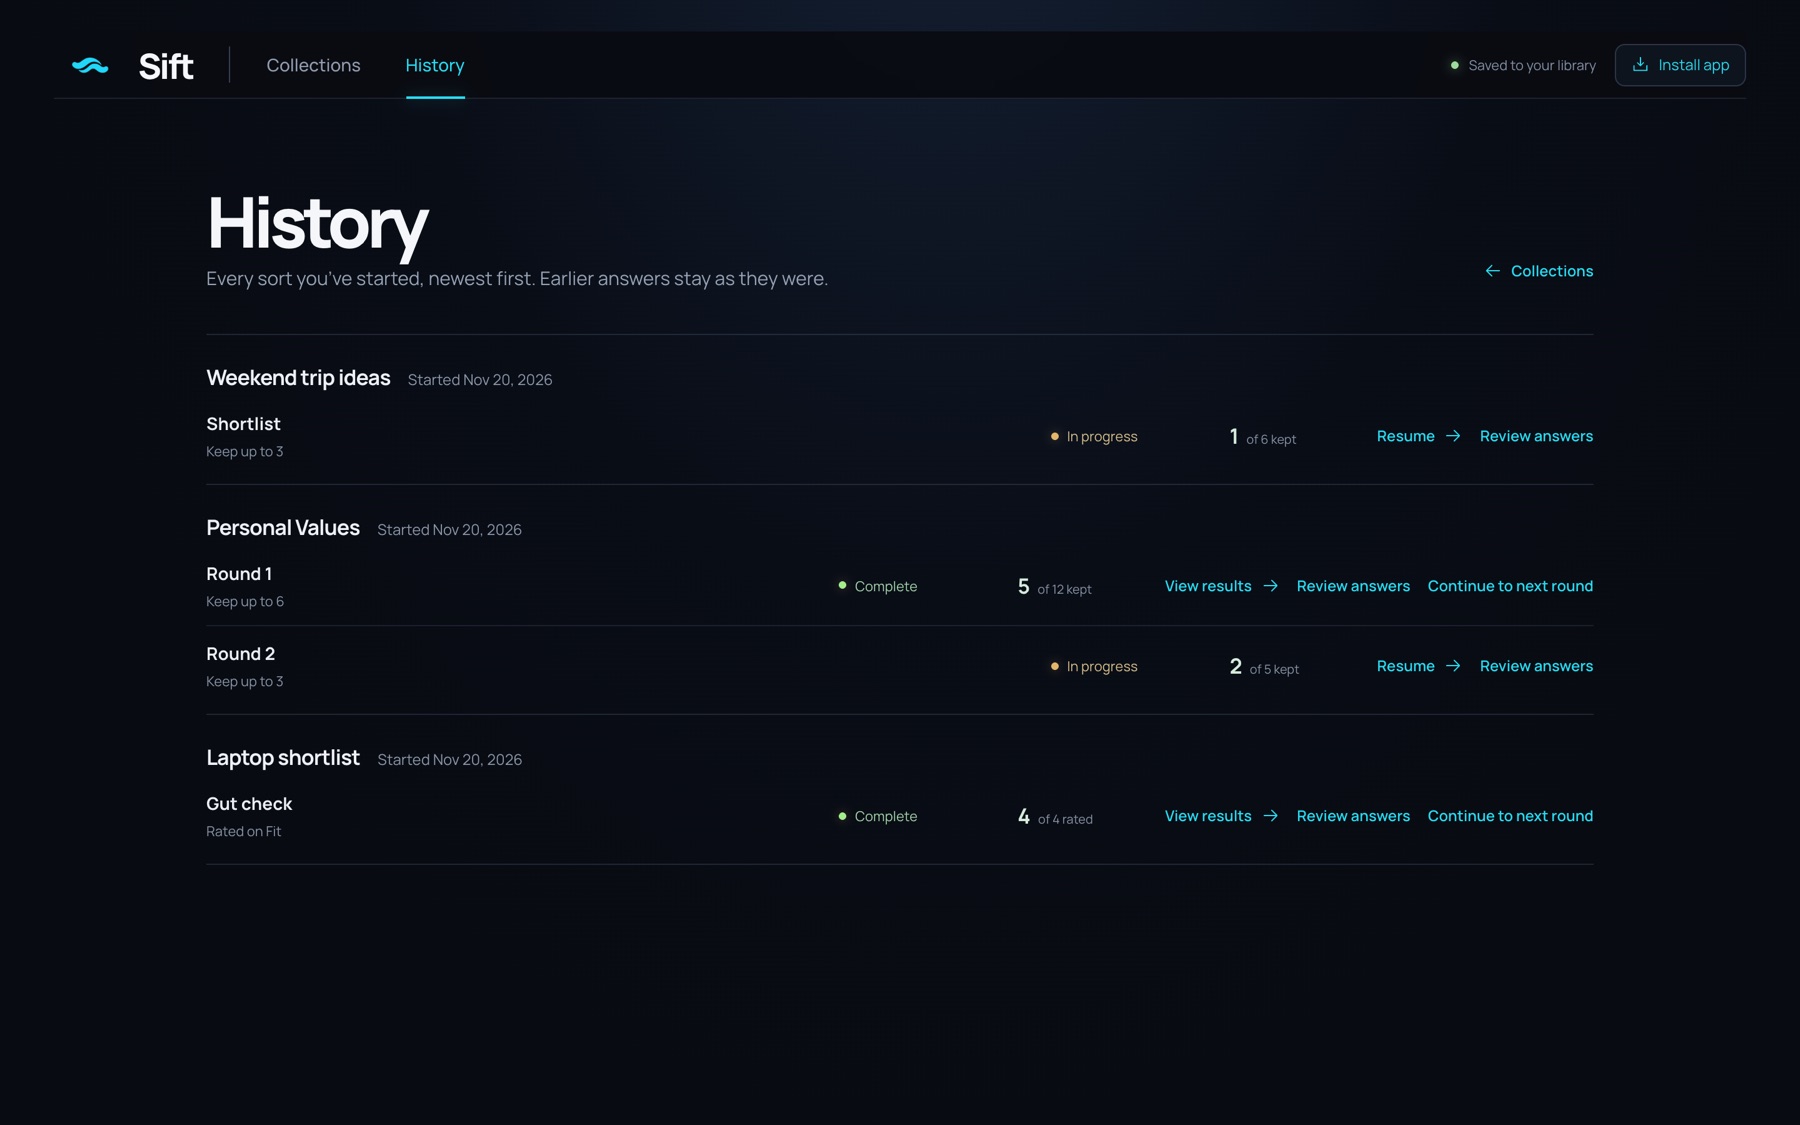 Sift
Collections
History
Saved to your library
Install app
History
Every sort you've started, newest first. Earlier answers stay as they were.
Collections
Weekend trip ideas Started Nov 20, 2026
Shortlist
Keep up to 3
In progress
1 of 6 kept
Resume → Review answers
Personal Values Started Nov 20, 2026
Round 1
Keep up to 6
Complete
5 of 12 kept
View results → Review answers Continue to next round
Round 2
Keep up to 3
In progress
2 of 5 kept
Resume → Review answers
Laptop shortlist Started Nov 20, 2026
Gut check
Rated on Fit
Complete
4 of 4 rated
View results → Review answers Continue to next round